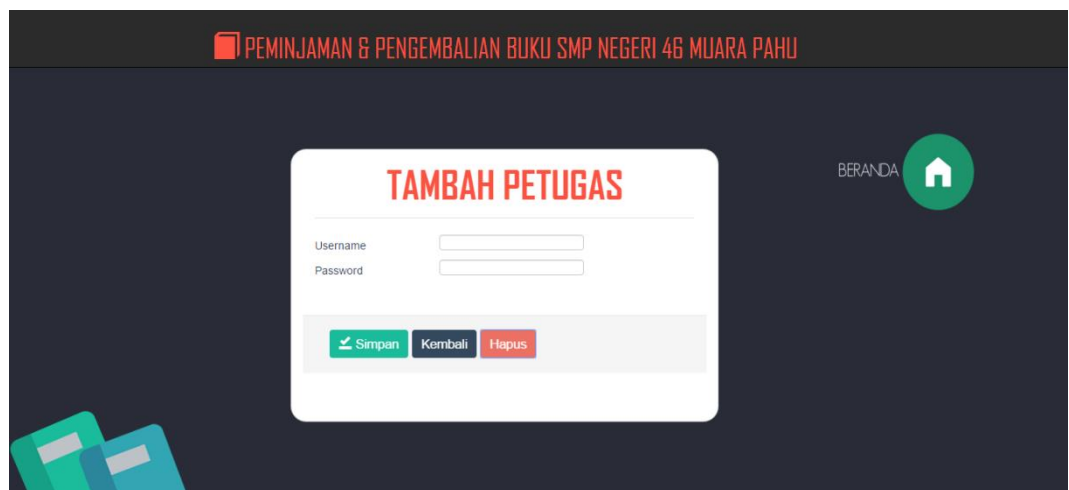 PEMINJAMAN & PENGEMBALIAN BUKU SMP NEGERI 46 MUARA PAHU
BERANDA
TAMBAH PETUGAS
Username
Password
Simpan Kembali Hapus